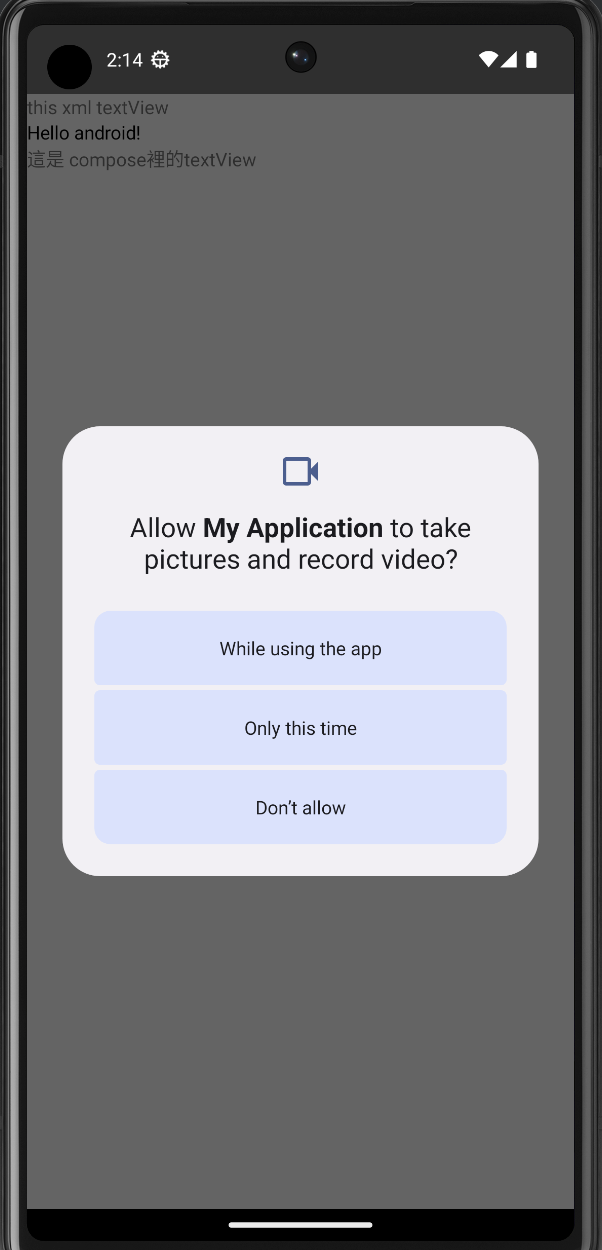 2:14
this xml textView
Hello android!
這是 compose裡的textView
Allow My Application to take
pictures and record video?
While using the app
Only this time
Don’t allow